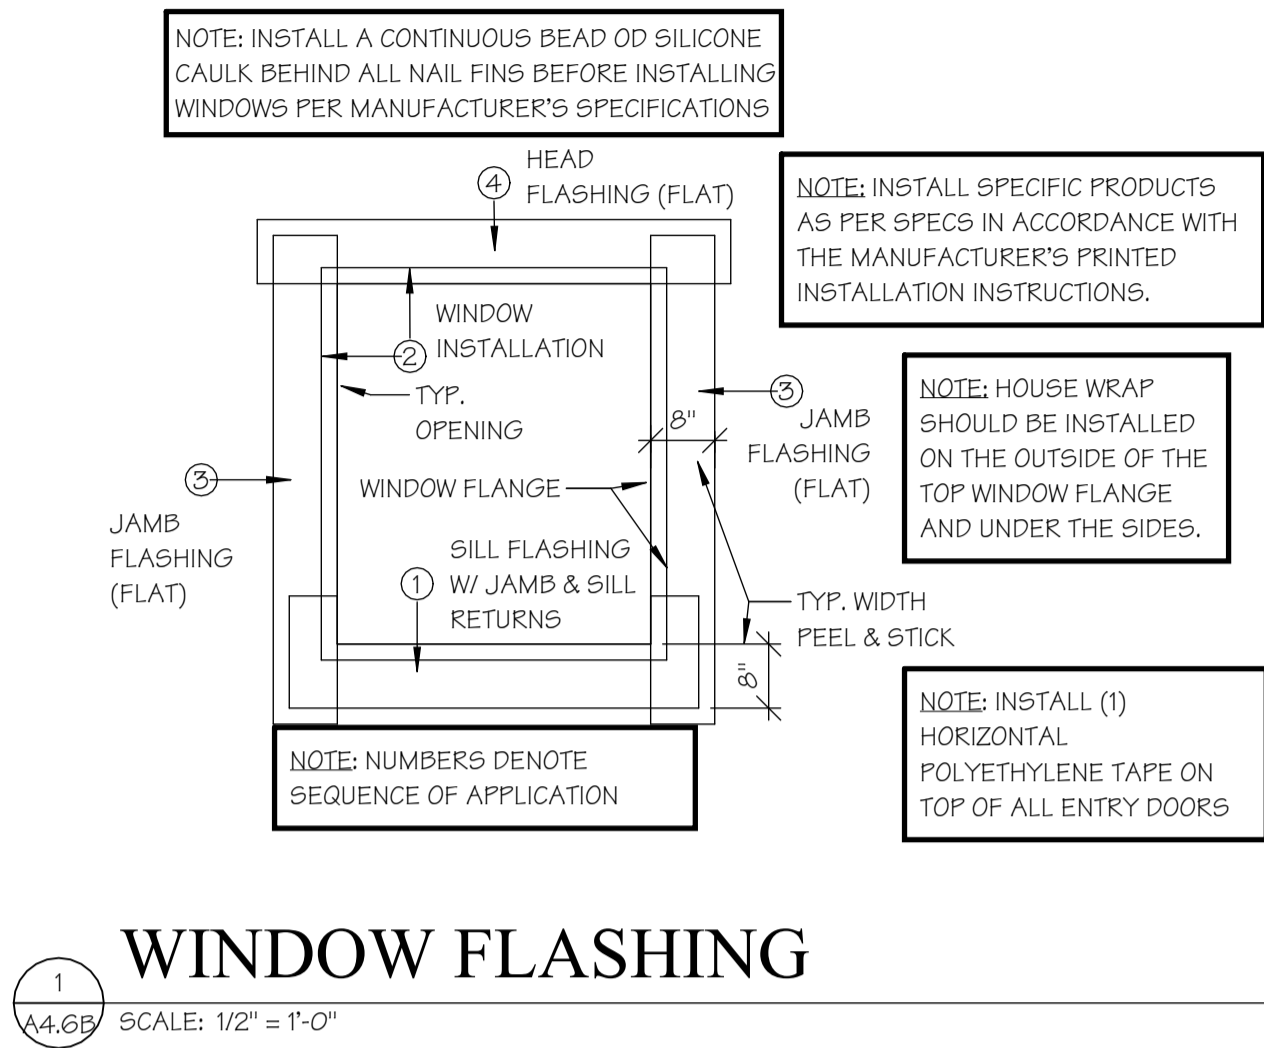 NOTE: INSTALL A CONTINUOUS BEAD OD SILICONE
CAULK BEHIND ALL NAIL FINS BEFORE INSTALLING
WINDOWS PER MANUFACTURER'S SPECIFICATIONS
4
HEAD
FLASHING (FLAT)
NOTE: INSTALL SPECIFIC PRODUCTS
AS PER SPECS IN ACCORDANCE WITH
THE MANUFACTURER'S PRINTED
INSTALLATION INSTRUCTIONS.
WINDOW
INSTALLATION
2
TYP.
OPENING
3
JAMB
FLASHING
(FLAT)
8"
NOTE: HOUSE WRAP
SHOULD BE INSTALLED
ON THE OUTSIDE OF THE
TOP WINDOW FLANGE
AND UNDER THE SIDES.
3
JAMB
FLASHING
(FLAT)
WINDOW FLANGE
1
SILL FLASHING
W/ JAMB & SILL
RETURNS
TYP. WIDTH
PEEL & STICK
8"
NOTE: INSTALL (1)
HORIZONTAL
POLYETHYLENE TAPE ON
TOP OF ALL ENTRY DOORS
NOTE: NUMBERS DENOTE
SEQUENCE OF APPLICATION
WINDOW FLASHING
1
A4.6B
SCALE: 1/2" = 1'-0"